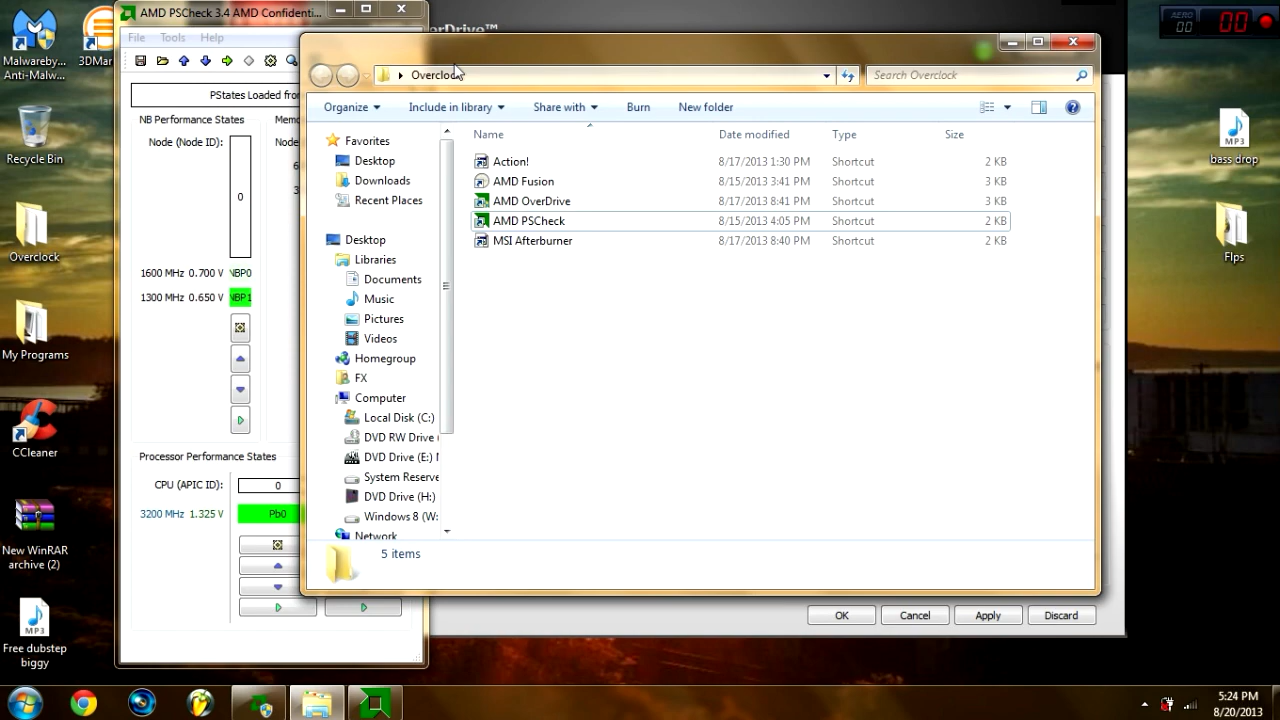 Malwareby...
Anti-Malw...
3DMar
Recycle Bin
Overclock
My Programs
CCleaner
New WinRAR
archive (2)
MP3
Free dubstep
biggy
AMD PSCheck 3.4 AMD Confidenti...
File Tools Help
PStates Loaded from
NB Performance States
Node (Node ID):
0
1600 MHz 0.700 V NBP0
1300 MHz 0.650 V NBP1
Processor Performance States
CPU (APIC ID): 0
3200 MHz 1.325 V Pb0
erDrive™
Overclock
Search Overclock
Organize Include in library Share with Burn New folder
Favorites
Desktop
Downloads
Recent Places
Desktop
Libraries
Documents
Music
Pictures
Videos
Homegroup
FX
Computer
Local Disk (C:)
DVD RW Drive (
DVD Drive (E:)
System Reserve
DVD Drive (H:)
Windows 8 (W:
Network
Name Date modified Type Size
Action! 8/17/2013 1:30 PM Shortcut 2 KB
AMD Fusion 8/15/2013 3:41 PM Shortcut 3 KB
AMD OverDrive 8/17/2013 8:41 PM Shortcut 3 KB
AMD PSCheck 8/15/2013 4:05 PM Shortcut 2 KB
MSI Afterburner 8/17/2013 8:40 PM Shortcut 2 KB
5 items
OK Cancel Apply Discard
AERO
00
00
MP3
bass drop
Flps
5:24 PM
8/20/2013